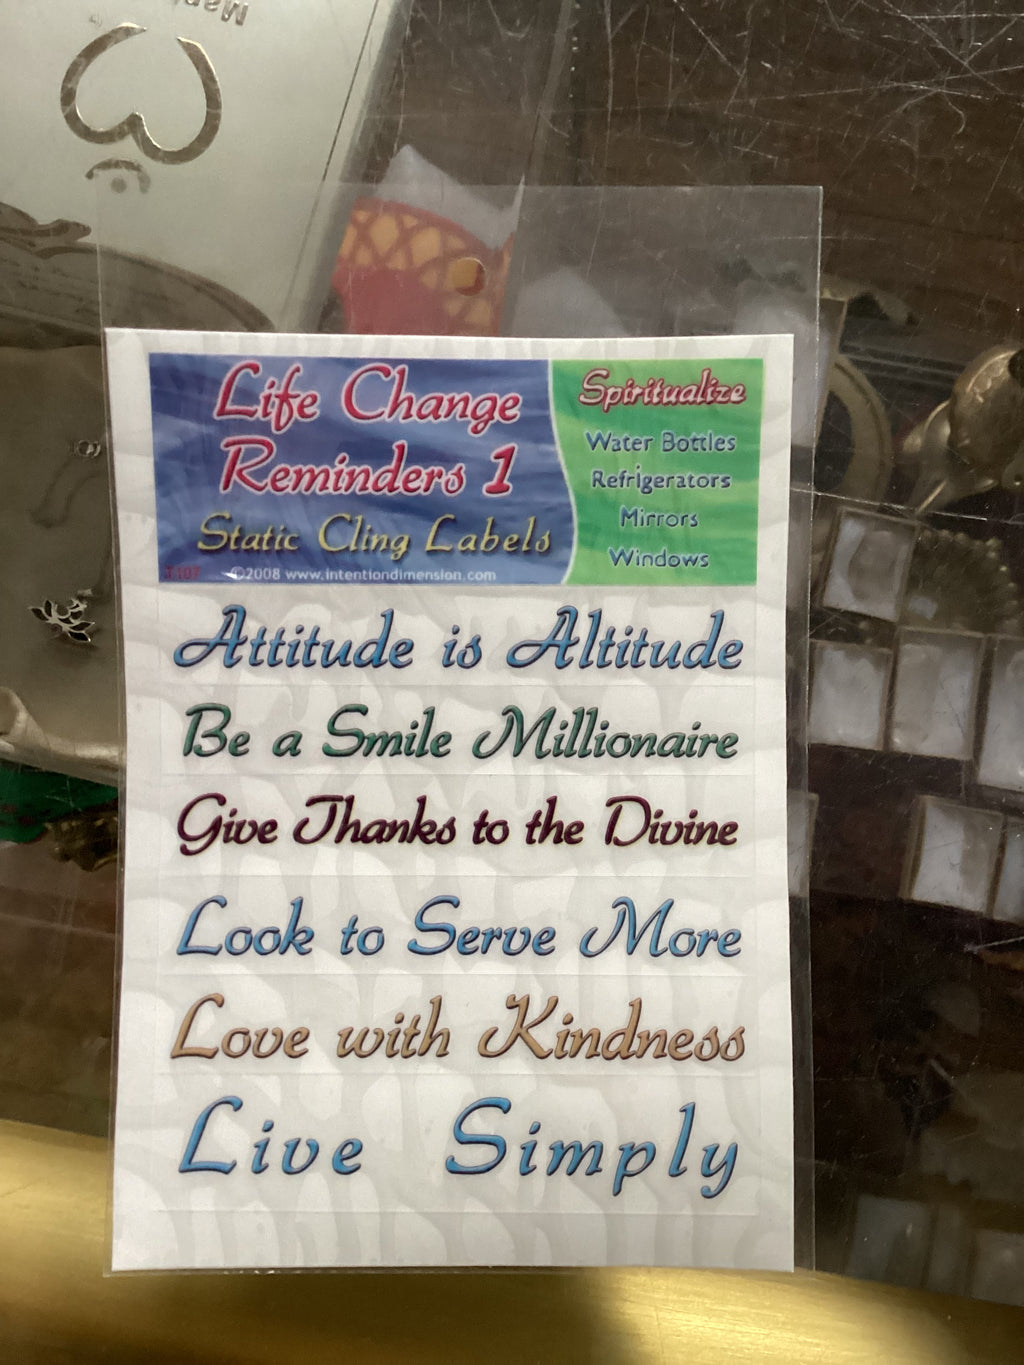 Life Change
Reminders 1
Static Cling Labels
©2008 www.intentiondimension.com
Spiritualize
Water Bottles
Refrigerators
Mirrors
Windows
Attitude is Altitude
Be a Smile Millionaire
Give Thanks to the Divine
Look to Serve More
Love with Kindness
Live Simply